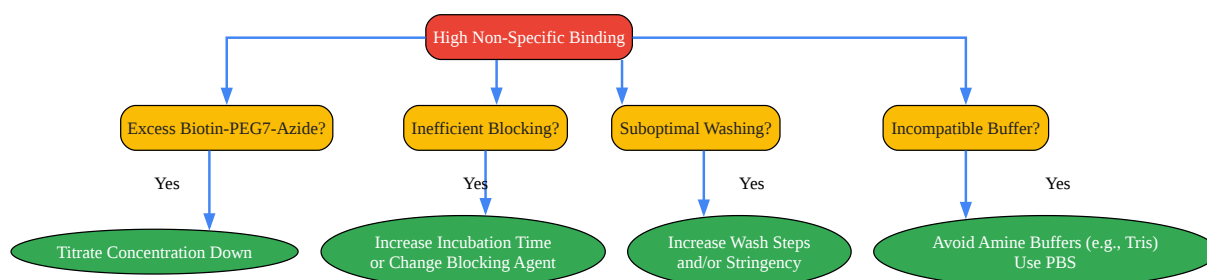 High Non-Specific Binding
Excess Biotin-PEG7-Azide?
Inefficient Blocking?
Suboptimal Washing?
Incompatible Buffer?
Yes
Yes
Yes
Yes
Titrate Concentration Down
Increase Incubation Time
or Change Blocking Agent
Increase Wash Steps
and/or Stringency
Avoid Amine Buffers (e.g., Tris)
Use PBS